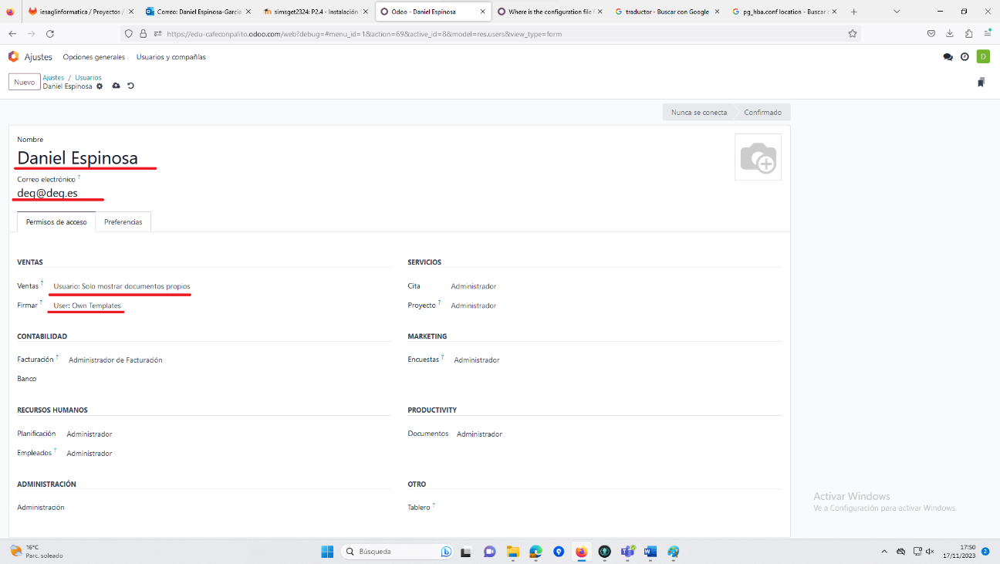 iesaglinformatica / Proyectos / E
Correo: Daniel Espinosa-Garcia
simsget2324: P2.4 - Instalación
Odoo - Daniel Espinosa
Where is the configuration file f
traductor - Buscar con Google
pg_hba.conf location - Buscar c
https://edu-cafeconpalito.odoo.com/web?debug=#menu_id=1&action=69&active_id=8&model=res.users&view_type=form
Ajustes Opciones generales Usuarios y compañías
D
Nuevo
Ajustes / Usuarios
Daniel Espinosa
Nunca se conecta Confirmado
Nombre
Daniel Espinosa
Correo electrónico ?
deq@deq.es
Permisos de acceso Preferencias
VENTAS
Ventas ? Usuario: Solo mostrar documentos propios
Firmar ? User: Own Templates
SERVICIOS
Cita Administrador
Proyecto ? Administrador
CONTABILIDAD
Facturación ? Administrador de Facturación
Banco
MARKETING
Encuestas ? Administrador
RECURSOS HUMANOS
Planificación Administrador
Empleados ? Administrador
PRODUCTIVITY
Documentos Administrador
ADMINISTRACIÓN
Administración
OTRO
Tablero ?
Activar Windows
Ve a Configuración para activar Windows.
16°C
Parc. soleado
Búsqueda
17:50
17/11/2023
2